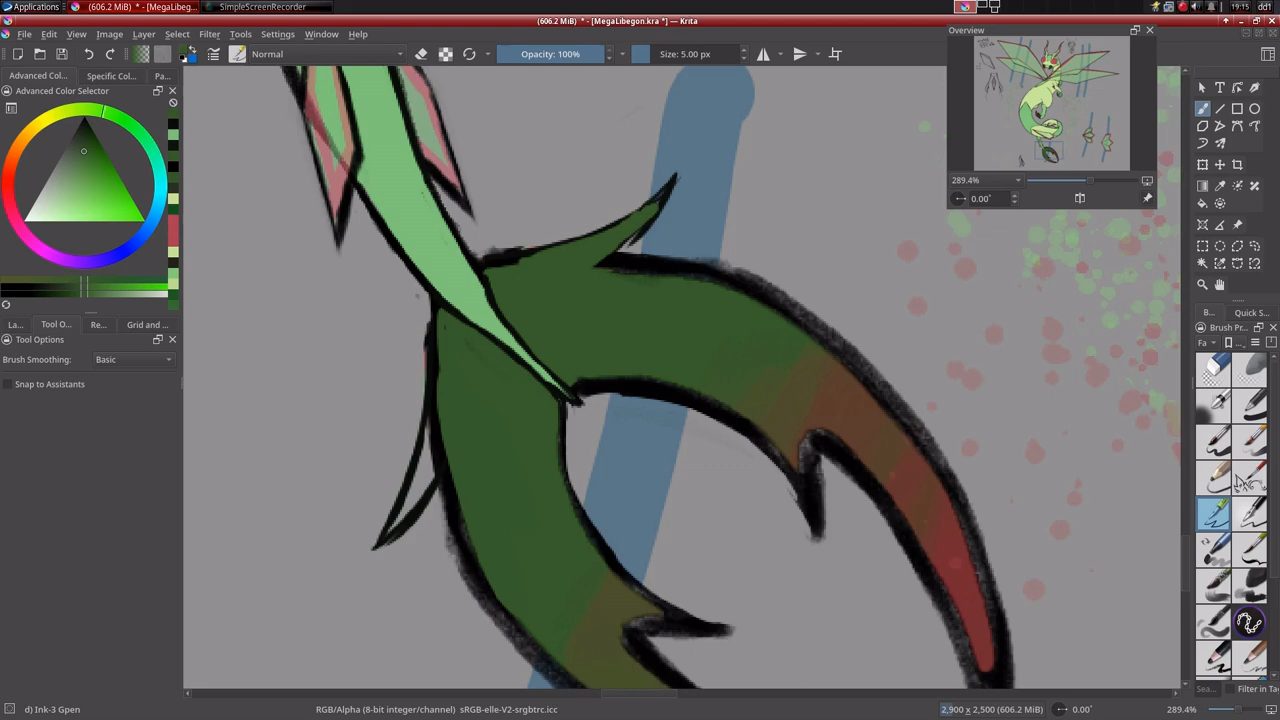 Applications
(606.2 MiB) * - [MegaLibegon....
SimpleScreenRecorder
19:15
dd1
(606.2 MiB) * - [MegaLibegon.kra *] — Krita
File Edit View Image Layer Select Filter Tools Settings Window Help
Normal
Opacity: 100%
Size: 5.00 px
Advanced Col...
Specific Col...
Pa...
Advanced Color Selector
La...
Tool O...
Re...
Grid and ...
Tool Options
Brush Smoothing:
Basic
Snap to Assistants
Overview
289.4%
0.00°
B...
Quick S...
Brush Pr...
Fa
...
Sea...
Filter in Ta
d) Ink-3 Gpen
RGB/Alpha (8-bit integer/channel) sRGB-elle-V2-srgbtrc.icc
2,900 x 2,500 (606.2 MiB)
0.00°
289.4%